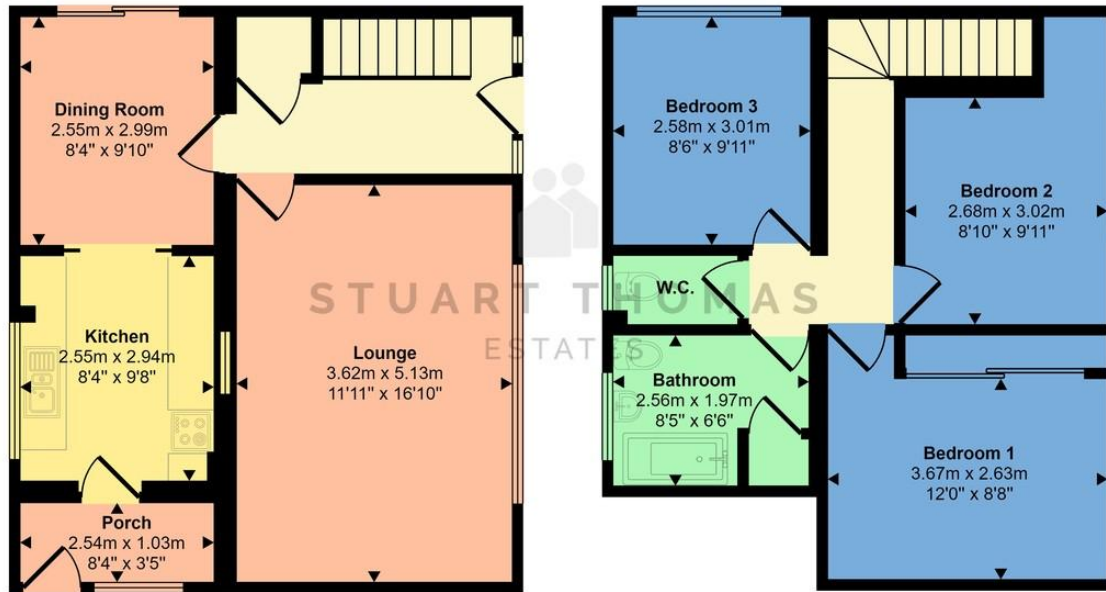 Dining Room
2.55m x 2.99m
8'4" x 9'10"
Kitchen
2.55m x 2.94m
8'4" x 9'8"
Porch
2.54m x 1.03m
8'4" x 3'5"
Lounge
3.62m x 5.13m
11'11" x 16'10"
STUART THOMAS
ESTATES
Bedroom 3
2.58m x 3.01m
8'6" x 9'11"
Bedroom 2
2.68m x 3.02m
8'10" x 9'11"
W.C.
Bathroom
2.56m x 1.97m
8'5" x 6'6"
Bedroom 1
3.67m x 2.63m
12'0" x 8'8"